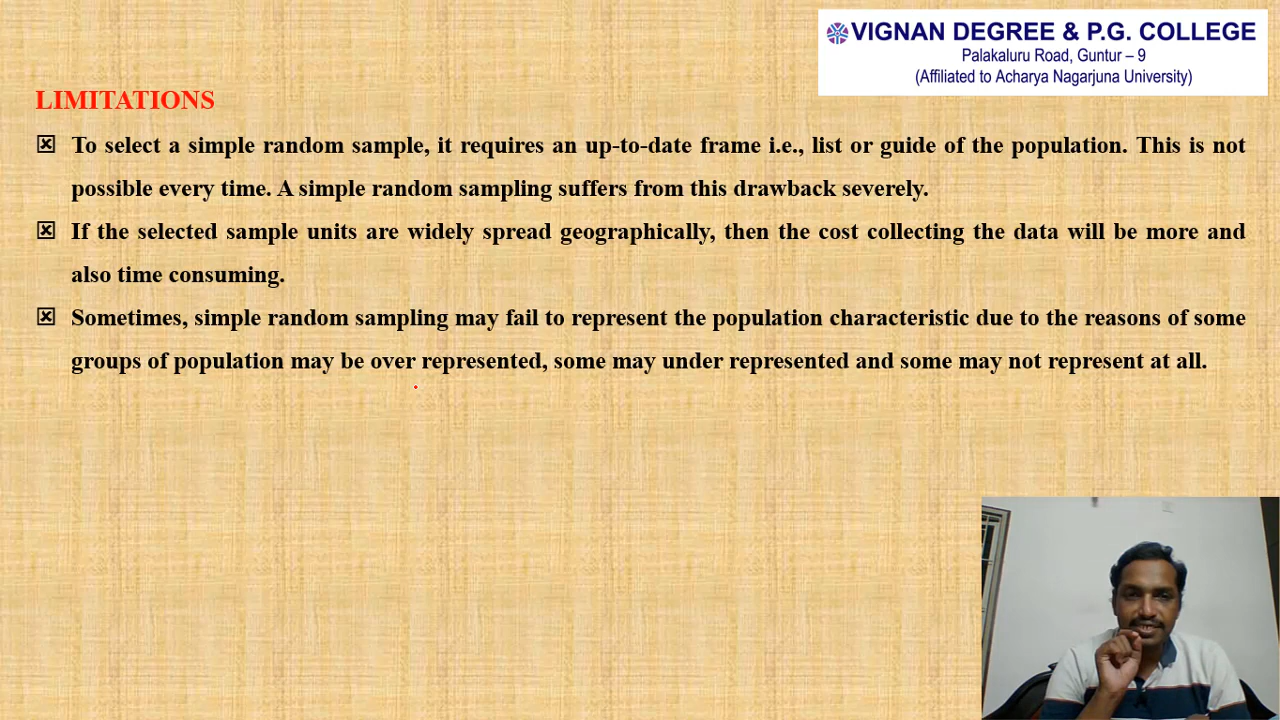 VIGNAN DEGREE & P.G. COLLEGE
Palakaluru Road, Guntur – 9
(Affiliated to Acharya Nagarjuna University)
LIMITATIONS
To select a simple random sample, it requires an up-to-date frame i.e., list or guide of the population. This is not
possible every time. A simple random sampling suffers from this drawback severely.
If the selected sample units are widely spread geographically, then the cost collecting the data will be more and
also time consuming.
Sometimes, simple random sampling may fail to represent the population characteristic due to the reasons of some
groups of population may be over represented, some may under represented and some may not represent at all.